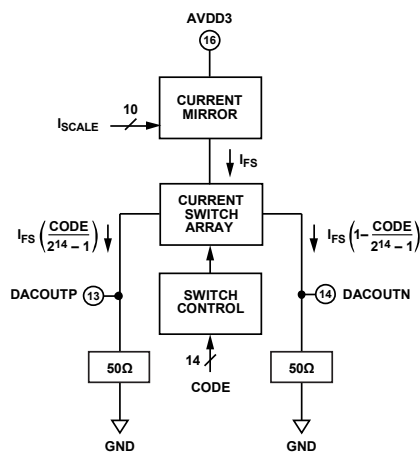 AVDD3
16
CURRENT
MIRROR
10
ISCALE
IFS
CURRENT
SWITCH
ARRAY
IFS (CODE / 2^14 – 1)
IFS (1– CODE / 2^14 – 1)
DACOUTP 13
SWITCH
CONTROL
14 DACOUTN
50Ω
14
CODE
50Ω
GND
GND